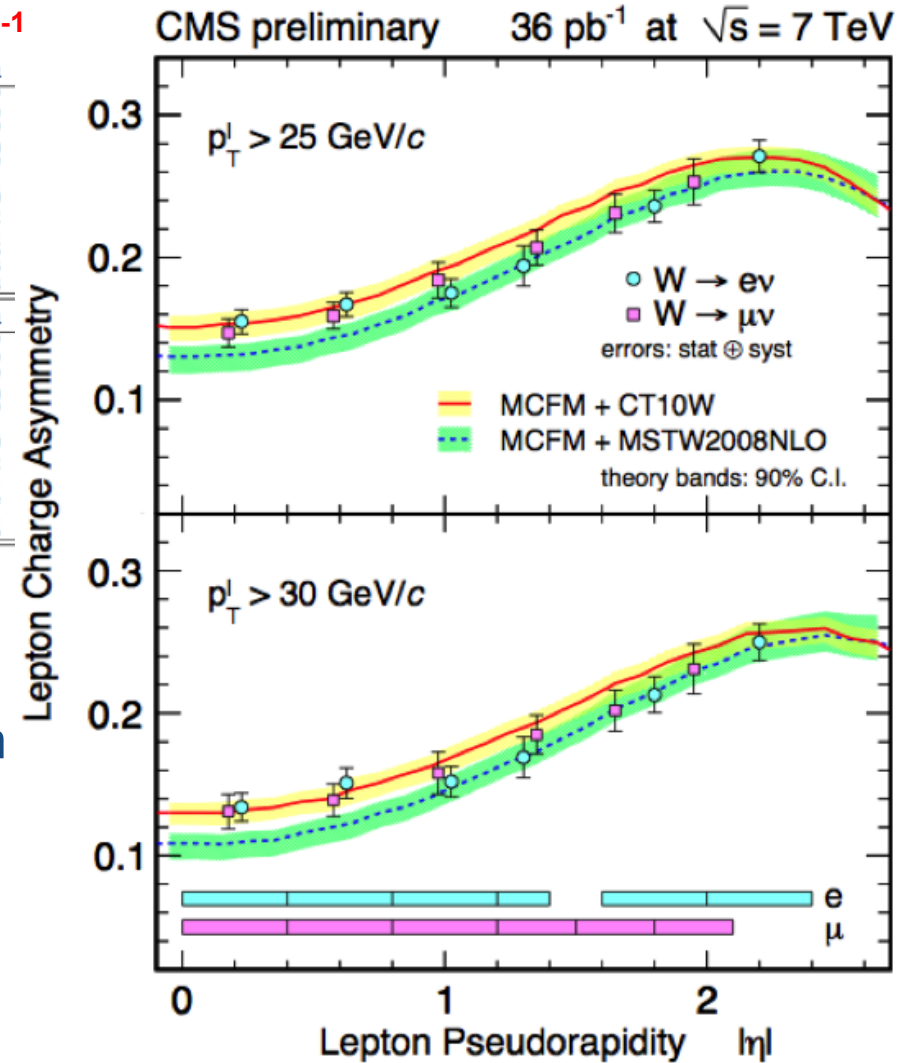 -1
CMS preliminary 36 pb⁻¹ at √s = 7 TeV
0.3
pᵀˡ > 25 GeV/c
0.2
W → eν
W → μν
errors: stat ⊕ syst
0.1
MCFM + CT10W
MCFM + MSTW2008NLO
theory bands: 90% C.I.
Lepton Charge Asymmetry
0.3
pᵀˡ > 30 GeV/c
0.2
0.1
e
μ
0 1 2
Lepton Pseudorapidity |η|